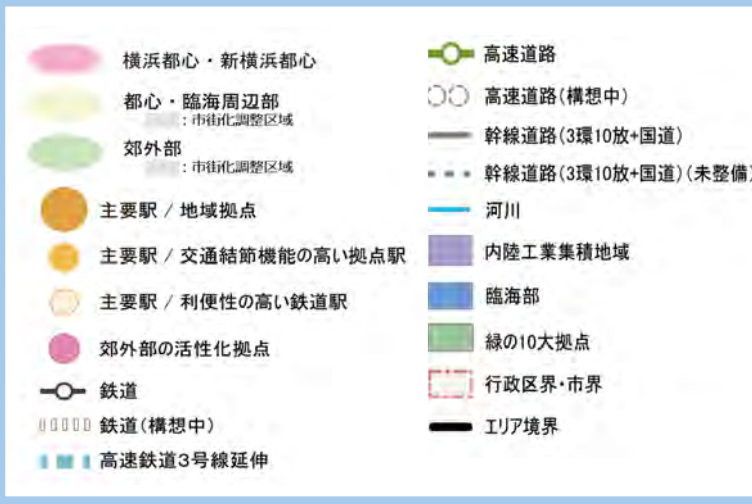 横浜都心・新横浜都心
都心・臨海周辺部
：市街化調整区域
郊外部
：市街化調整区域
主要駅 / 地域拠点
主要駅 / 交通結節機能の高い拠点駅
主要駅 / 利便性の高い鉄道駅
郊外部の活性化拠点
鉄道
鉄道(構想中)
高速鉄道3号線延伸
高速道路
高速道路(構想中)
幹線道路(3環10放+国道)
幹線道路(3環10放+国道)(未整備)
河川
内陸工業集積地域
臨海部
緑の10大拠点
行政区界・市界
エリア境界